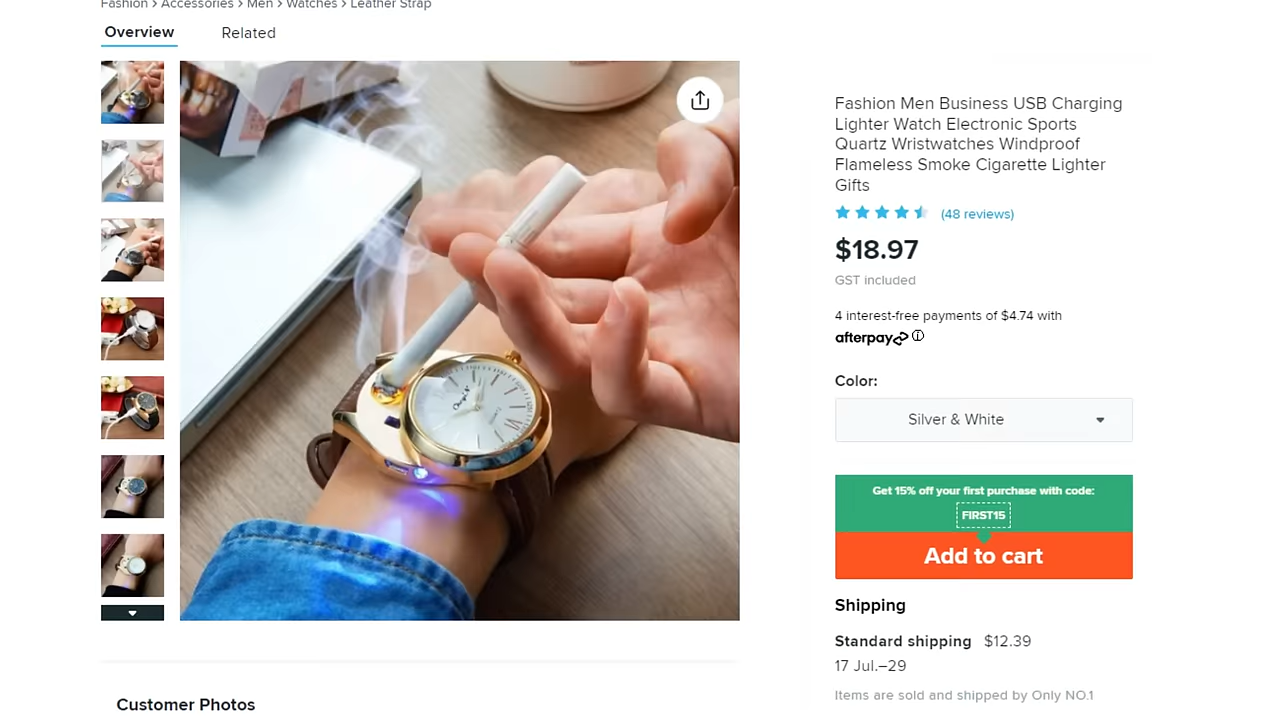 Fashion > Accessories > Men > Watches > Leather Strap
Overview
Related
Fashion Men Business USB Charging
Lighter Watch Electronic Sports
Quartz Wristwatches Windproof
Flameless Smoke Cigarette Lighter
Gifts
(48 reviews)
$18.97
GST included
4 interest-free payments of $4.74 with
afterpay
Color:
Silver & White
Get 15% off your first purchase with code:
FIRST15
Add to cart
Shipping
Standard shipping $12.39
17 Jul.–29
Items are sold and shipped by Only NO.1
Customer Photos